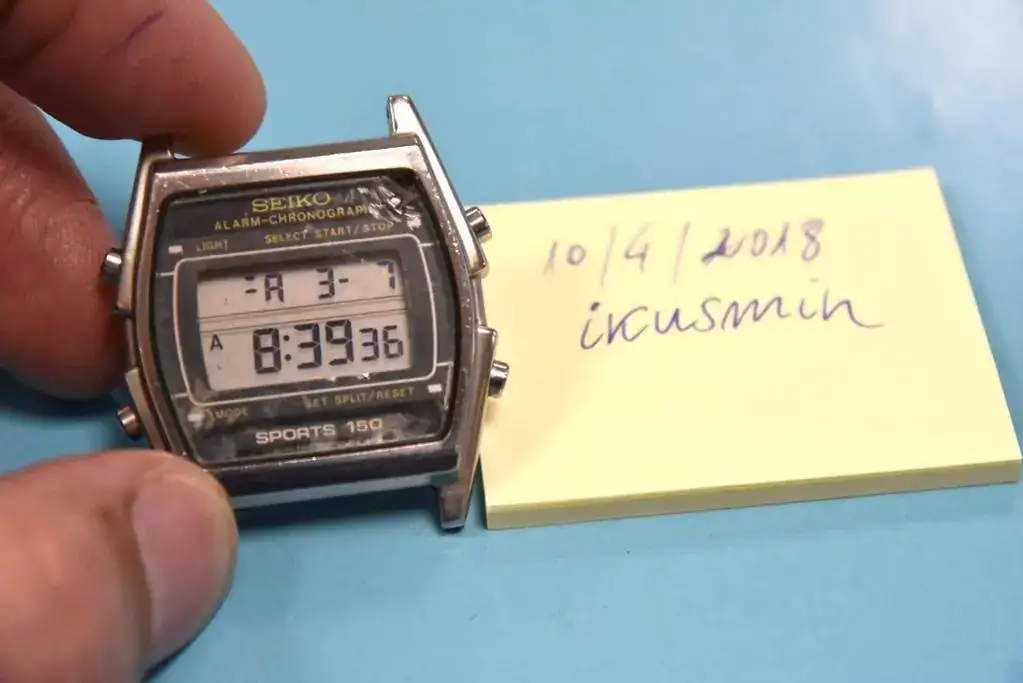 SEIKO
ALARM-CHRONOGRAPH
LIGHT SELECT START/STOP
-A 3- 7
A 8:39 36
MODE SET SPLIT/RESET
SPORTS 150
10/4/2018
ikusmin